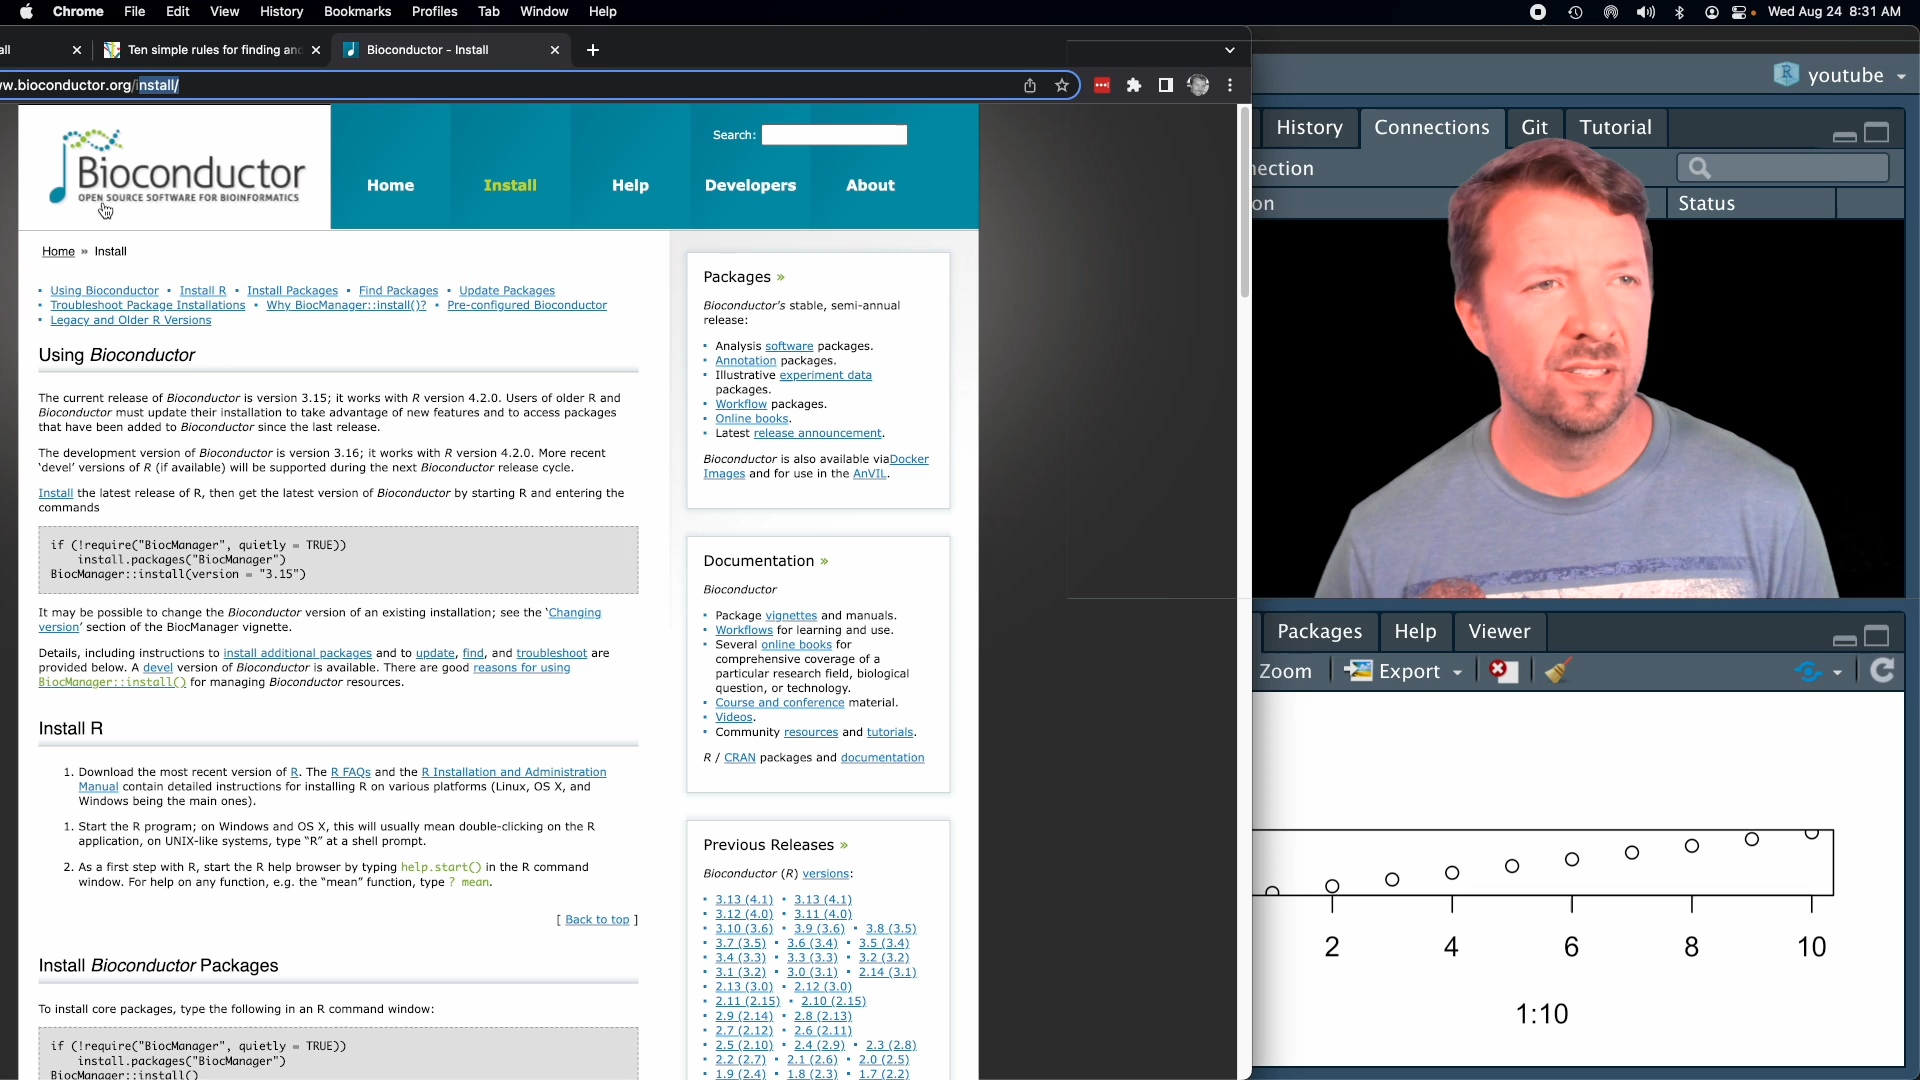 Chrome File Edit View History Bookmarks Profiles Tab Window Help
Wed Aug 24 8:31 AM
all
Ten simple rules for finding and
Bioconductor - Install
ww.bioconductor.org/install/
Bioconductor
OPEN SOURCE SOFTWARE FOR BIOINFORMATICS
Search:
Home Install Help Developers About
Home » Install
Using Bioconductor • Install R • Install Packages • Find Packages • Update Packages
Troubleshoot Package Installations • Why BiocManager::install()? • Pre-configured Bioconductor
Legacy and Older R Versions
Using Bioconductor
The current release of Bioconductor is version 3.15; it works with R version 4.2.0. Users of older R and
Bioconductor must update their installation to take advantage of new features and to access packages
that have been added to Bioconductor since the last release.
The development version of Bioconductor is version 3.16; it works with R version 4.2.0. More recent
‘devel’ versions of R (if available) will be supported during the next Bioconductor release cycle.
Install the latest release of R, then get the latest version of Bioconductor by starting R and entering the
commands
if (!require("BiocManager", quietly = TRUE))
install.packages("BiocManager")
BiocManager::install(version = "3.15")
It may be possible to change the Bioconductor version of an existing installation; see the ‘Changing
version’ section of the BiocManager vignette.
Details, including instructions to install additional packages and to update, find, and troubleshoot are
provided below. A devel version of Bioconductor is available. There are good reasons for using
BiocManager::install() for managing Bioconductor resources.
Install R
1. Download the most recent version of R. The R FAQs and the R Installation and Administration
Manual contain detailed instructions for installing R on various platforms (Linux, OS X, and
Windows being the main ones).
1. Start the R program; on Windows and OS X, this will usually mean double-clicking on the R
application, on UNIX-like systems, type “R” at a shell prompt.
2. As a first step with R, start the R help browser by typing help.start() in the R command
window. For help on any function, e.g. the “mean” function, type ? mean.
[ Back to top ]
Install Bioconductor Packages
To install core packages, type the following in an R command window:
if (!require("BiocManager", quietly = TRUE))
install.packages("BiocManager")
BiocManager::install()
Packages »
Bioconductor's stable, semi-annual
release:
Analysis software packages.
Annotation packages.
Illustrative experiment data
packages.
Workflow packages.
Online books.
Latest release announcement.
Bioconductor is also available viaDocker
Images and for use in the AnVIL.
Documentation »
Bioconductor
Package vignettes and manuals.
Workflows for learning and use.
Several online books for
comprehensive coverage of a
particular research field, biological
question, or technology.
Course and conference material.
Videos.
Community resources and tutorials.
R / CRAN packages and documentation
Previous Releases »
Bioconductor (R) versions:
3.13 (4.1) • 3.13 (4.1)
3.12 (4.0) • 3.11 (4.0)
3.10 (3.6) • 3.9 (3.6) • 3.8 (3.5)
3.7 (3.5) • 3.6 (3.4) • 3.5 (3.4)
3.4 (3.3) • 3.3 (3.3) • 3.2 (3.2)
3.1 (3.2) • 3.0 (3.1) • 2.14 (3.1)
2.13 (3.0) • 2.12 (3.0)
2.11 (2.15) • 2.10 (2.15)
2.9 (2.14) • 2.8 (2.13)
2.7 (2.12) • 2.6 (2.11)
2.5 (2.10) • 2.4 (2.9) • 2.3 (2.8)
2.2 (2.7) • 2.1 (2.6) • 2.0 (2.5)
1.9 (2.4) • 1.8 (2.3) • 1.7 (2.2)
R youtube
History Connections Git Tutorial
nection
on
Status
Packages Help Viewer
Zoom Export
2 4 6 8 10
1:10